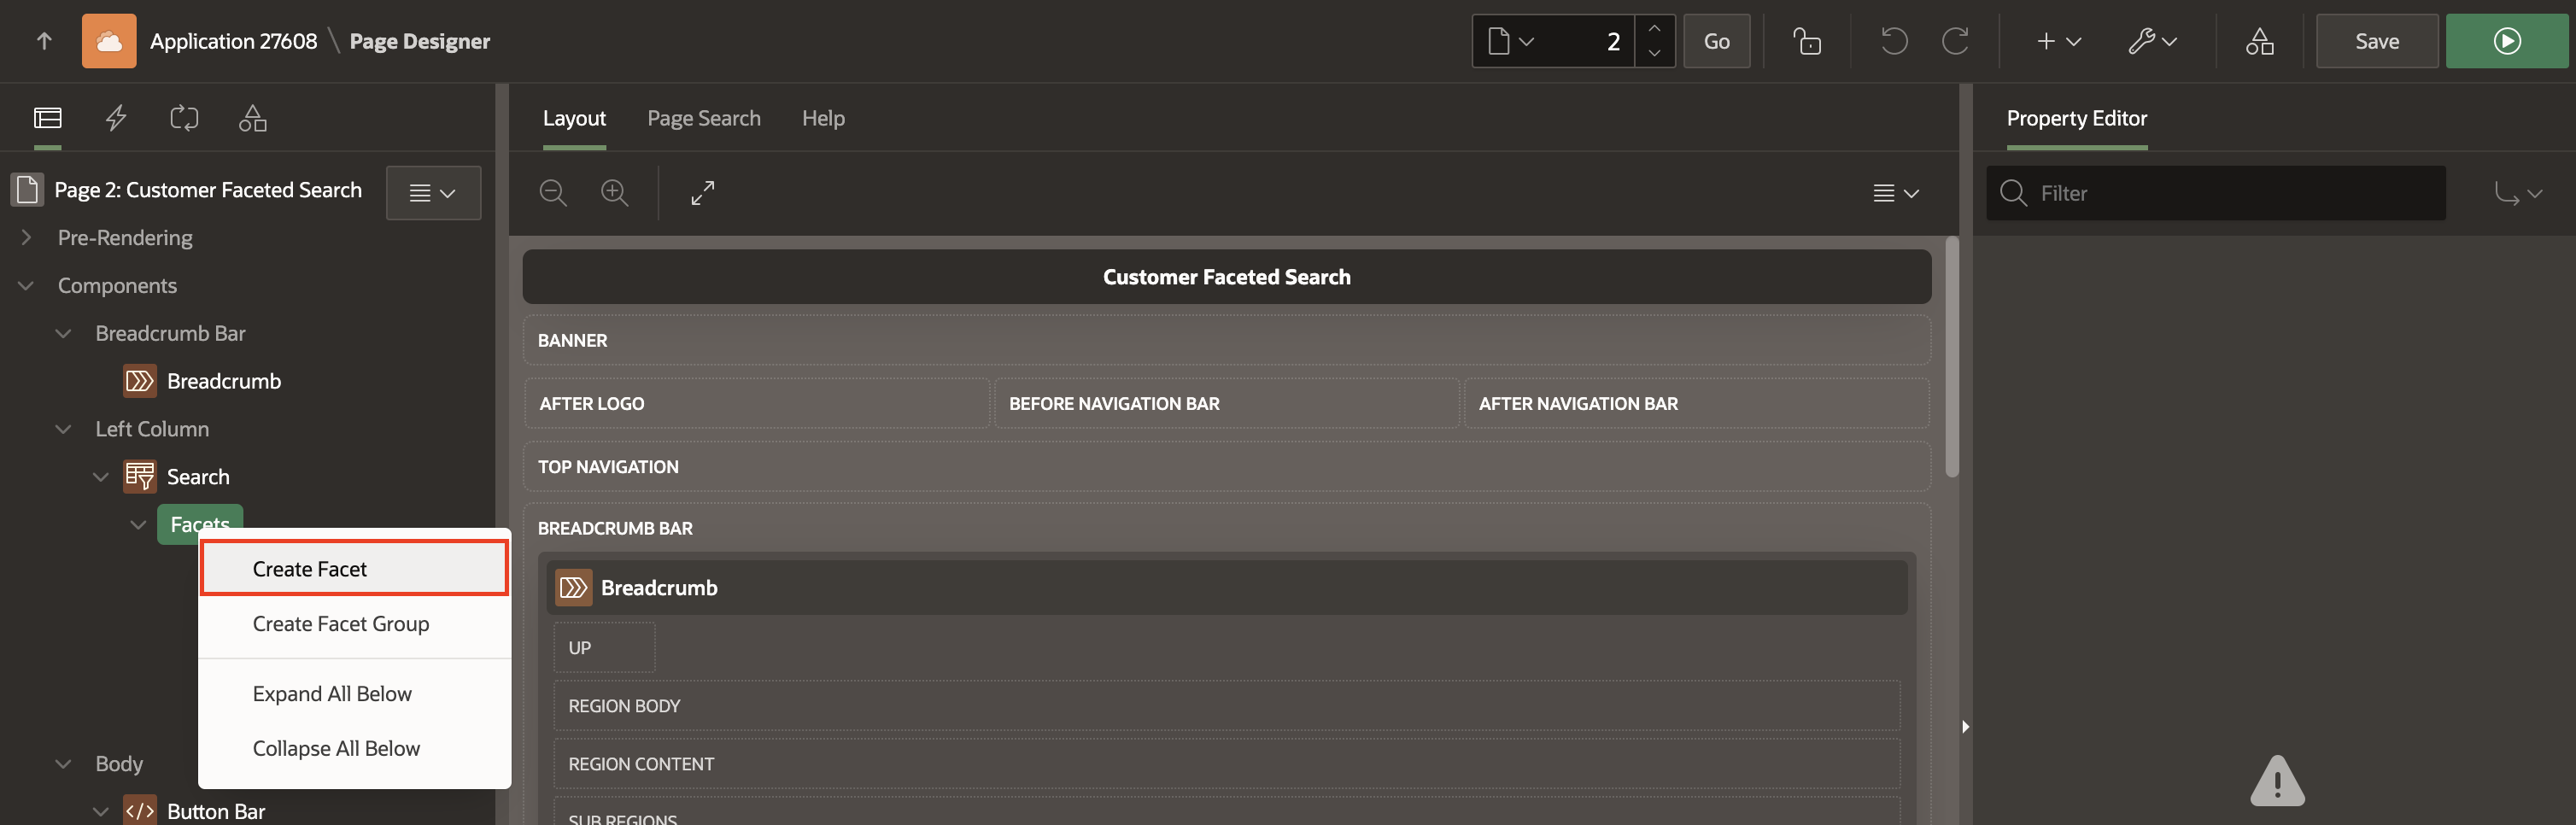 Application 27608 \ Page Designer
2
Go
Save
Layout
Page Search
Help
Property Editor
Page 2: Customer Faceted Search
Filter
Pre-Rendering
Components
Breadcrumb Bar
Breadcrumb
Left Column
Search
Facets
Create Facet
Create Facet Group
Expand All Below
Collapse All Below
Body
Button Bar
Customer Faceted Search
BANNER
AFTER LOGO
BEFORE NAVIGATION BAR
AFTER NAVIGATION BAR
TOP NAVIGATION
BREADCRUMB BAR
Breadcrumb
UP
REGION BODY
REGION CONTENT
SUB REGIONS